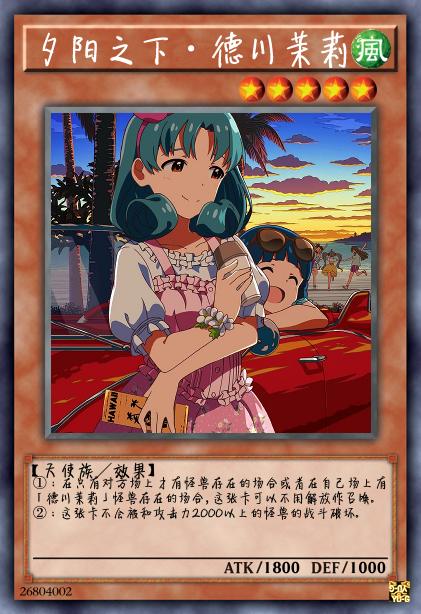 夕阳之下·德川茉莉
風
HAWAII
【天使族／效果】
①：在只有对方场上才有怪兽存在的场合或者在自己场上有
「德川茉莉」怪兽存在的场合，这张卡可以不用解放作召唤。
②：这张卡不会被和攻击力2000以上的怪兽的战斗破坏。
ATK/1800 DEF/1000
26804002